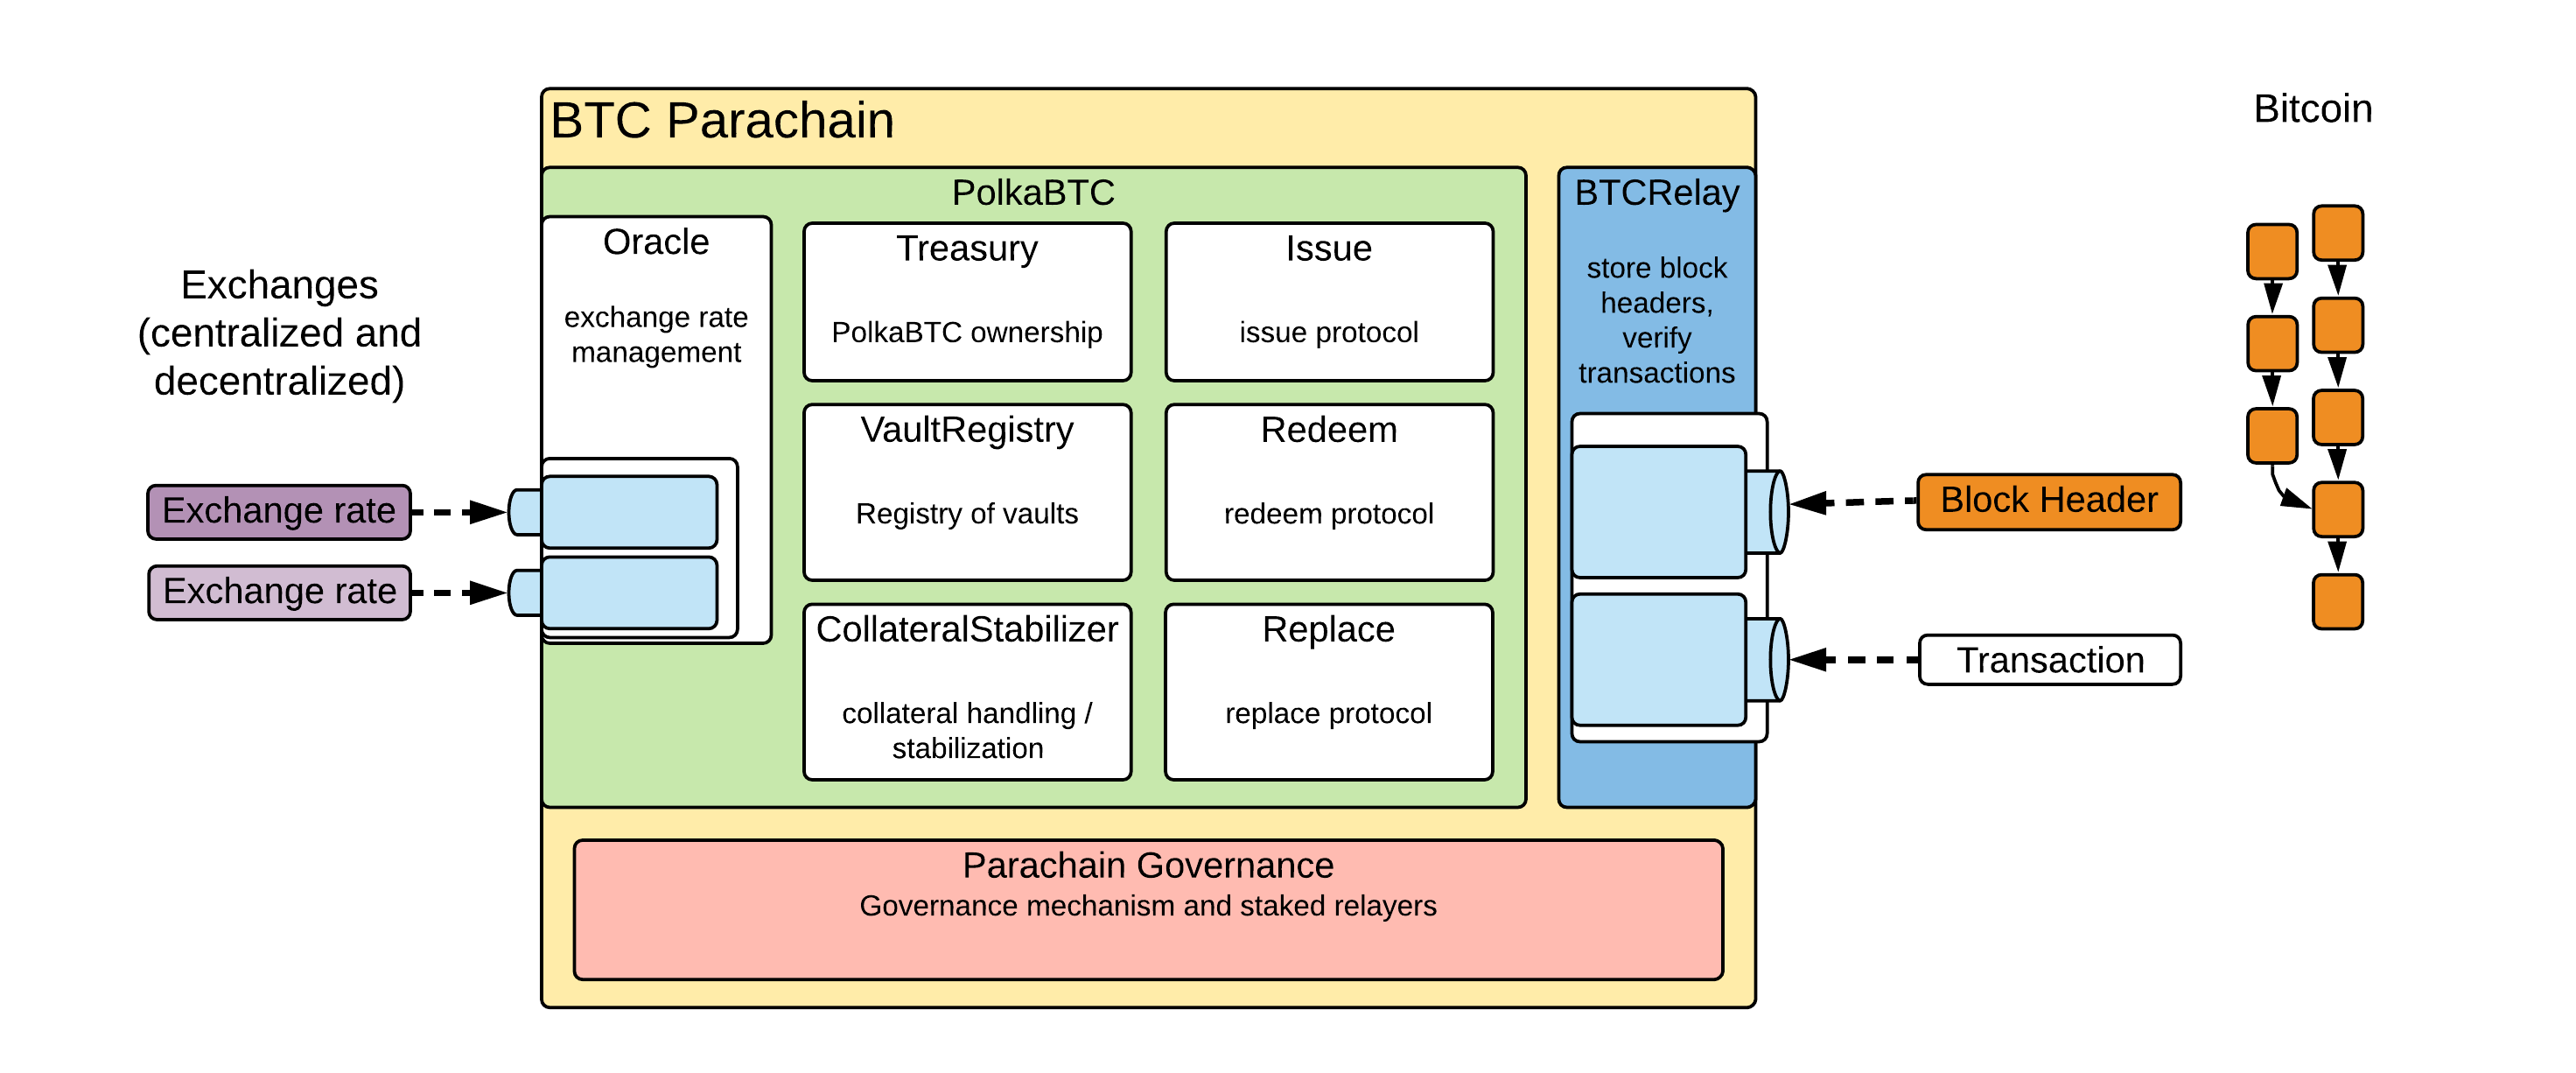 BTC Parachain
Bitcoin
Exchanges
(centralized and
decentralized)
Exchange rate
Exchange rate
PolkaBTC
Oracle
exchange rate
management
Treasury
PolkaBTC ownership
Issue
issue protocol
VaultRegistry
Registry of vaults
Redeem
redeem protocol
CollateralStabilizer
collateral handling /
stabilization
Replace
replace protocol
BTCRelay
store block
headers,
verify
transactions
Block Header
Transaction
Parachain Governance
Governance mechanism and staked relayers